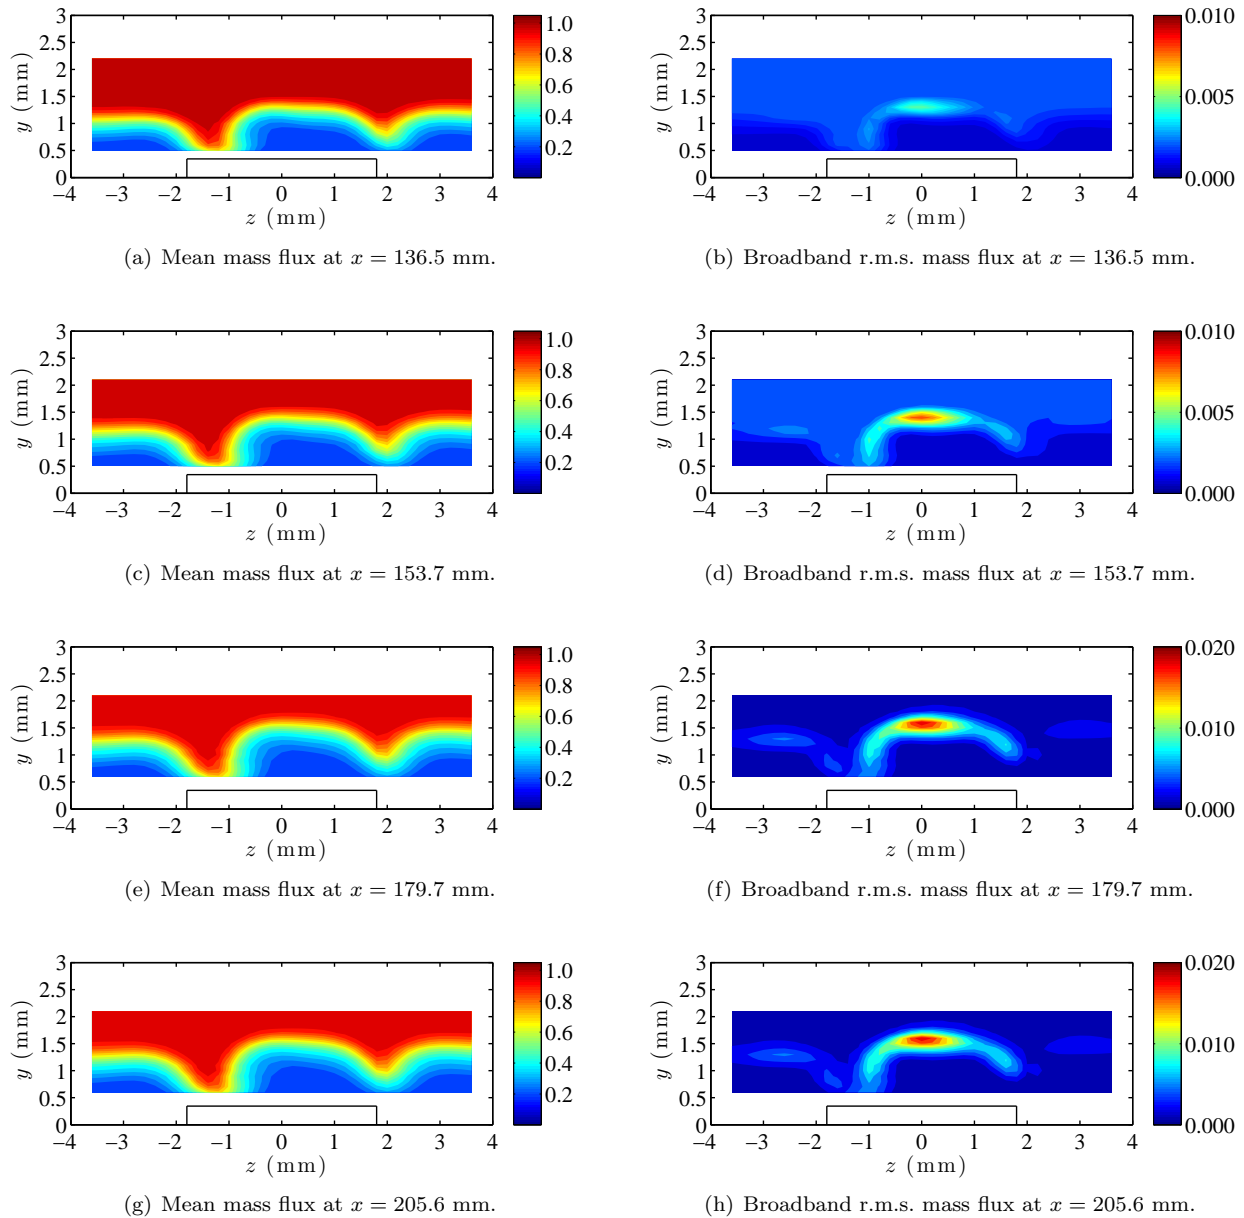 3
2.5
2
1.5
1
0.5
0
y (mm)
−4 −3 −2 −1 0 1 2 3 4
z (mm)
1.0
0.8
0.6
0.4
0.2
(a) Mean mass flux at x = 136.5 mm.
3
2.5
2
1.5
1
0.5
0
y (mm)
−4 −3 −2 −1 0 1 2 3 4
z (mm)
0.010
0.005
0.000
(b) Broadband r.m.s. mass flux at x = 136.5 mm.
3
2.5
2
1.5
1
0.5
0
y (mm)
−4 −3 −2 −1 0 1 2 3 4
z (mm)
1.0
0.8
0.6
0.4
0.2
(c) Mean mass flux at x = 153.7 mm.
3
2.5
2
1.5
1
0.5
0
y (mm)
−4 −3 −2 −1 0 1 2 3 4
z (mm)
0.010
0.005
0.000
(d) Broadband r.m.s. mass flux at x = 153.7 mm.
3
2.5
2
1.5
1
0.5
0
y (mm)
−4 −3 −2 −1 0 1 2 3 4
z (mm)
1.0
0.8
0.6
0.4
0.2
(e) Mean mass flux at x = 179.7 mm.
3
2.5
2
1.5
1
0.5
0
y (mm)
−4 −3 −2 −1 0 1 2 3 4
z (mm)
0.020
0.010
0.000
(f) Broadband r.m.s. mass flux at x = 179.7 mm.
3
2.5
2
1.5
1
0.5
0
y (mm)
−4 −3 −2 −1 0 1 2 3 4
z (mm)
1.0
0.8
0.6
0.4
0.2
(g) Mean mass flux at x = 205.6 mm.
3
2.5
2
1.5
1
0.5
0
y (mm)
−4 −3 −2 −1 0 1 2 3 4
z (mm)
0.020
0.010
0.000
(h) Broadband r.m.s. mass flux at x = 205.6 mm.